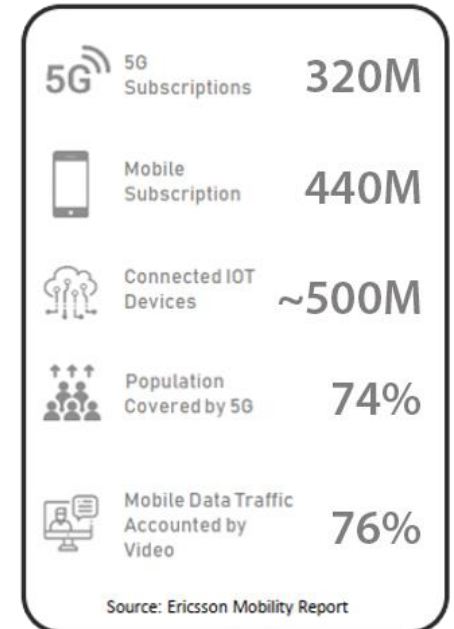 5G
5G
Subscriptions
320M
Mobile
Subscription
440M
Connected IOT
Devices
~500M
Population
Covered by 5G
74%
Mobile Data Traffic
Accounted by
Video
76%
Source: Ericsson Mobility Report